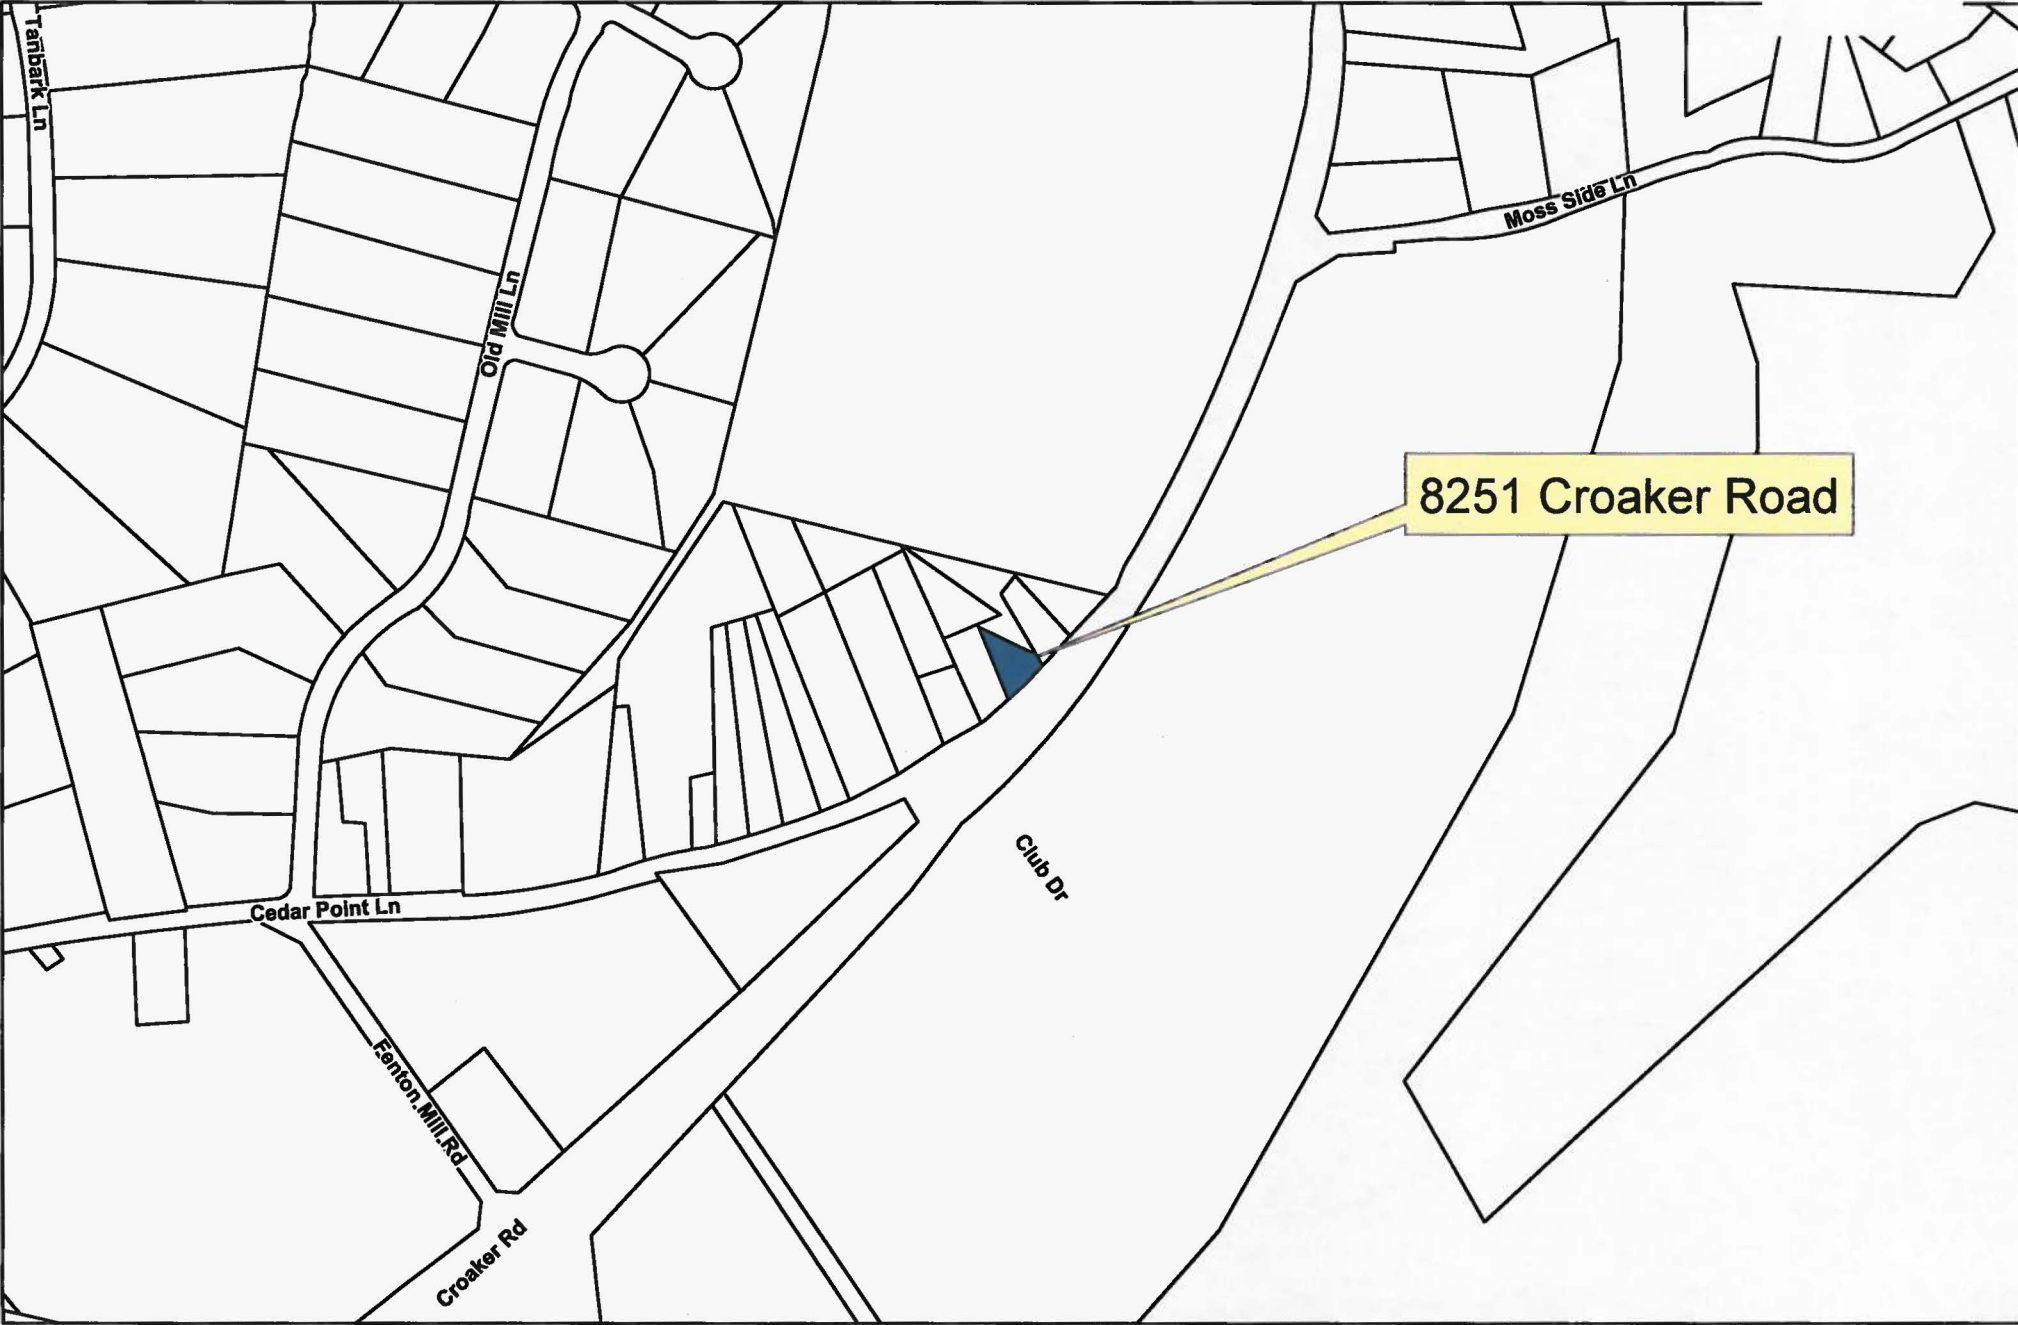 Tanbark Ln
Moss Side Ln
Old Mill Ln
8251 Croaker Road
Club Dr
Cedar Point Ln
Fenton Mill Rd
Croaker Rd